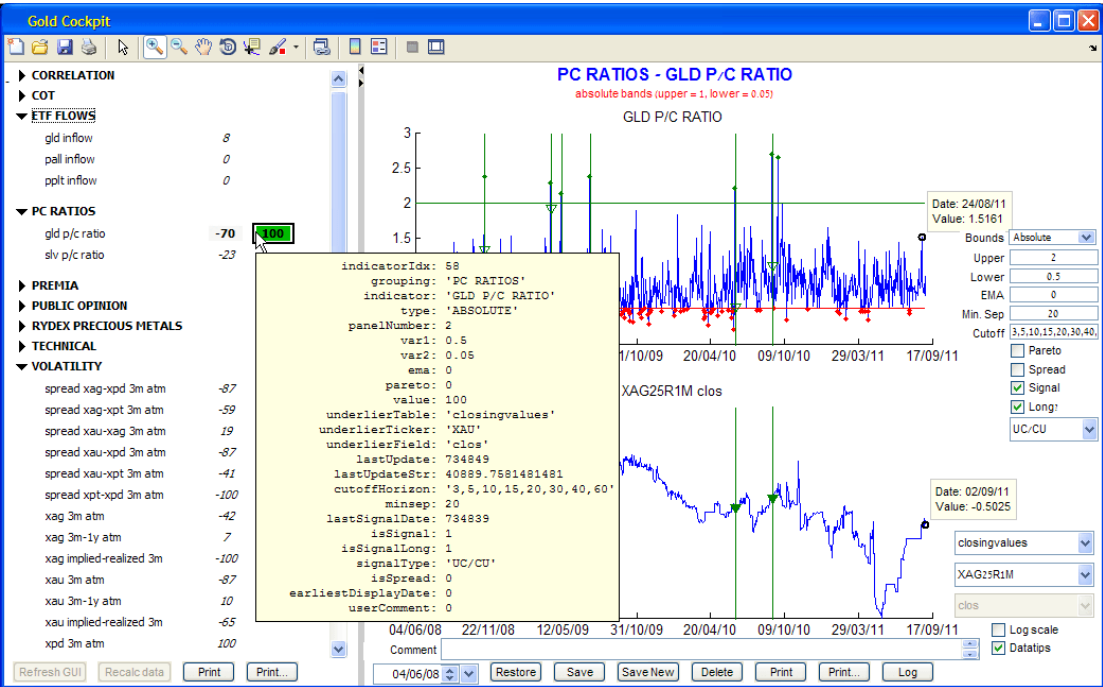 Gold Cockpit
CORRELATION
COT
ETF FLOWS
gld inflow 8
pall inflow 0
pplt inflow 0
PC RATIOS
gld p/c ratio -70 100
slv p/c ratio -23
PREMIA
PUBLIC OPINION
RYDEX PRECIOUS METALS
TECHNICAL
VOLATILITY
spread xag-xpd 3m atm -87
spread xag-xpt 3m atm -59
spread xau-xag 3m atm 19
spread xau-xpd 3m atm -87
spread xau-xpt 3m atm -41
spread xpt-xpd 3m atm -100
xag 3m atm -42
xag 3m-1y atm 7
xag implied-realized 3m -100
xau 3m atm -87
xau 3m-1y atm 10
xau implied-realized 3m -65
xpd 3m atm 100
Refresh GUI Recalc data Print Print...
indicatorIdx: 58
grouping: 'PC RATIOS'
indicator: 'GLD P/C RATIO'
type: 'ABSOLUTE'
panelNumber: 2
var1: 0.5
var2: 0.05
ema: 0
pareto: 0
value: 100
underlierTable: 'closingvalues'
underlierTicker: 'XAU'
underlierField: 'clos'
lastUpdate: 734849
lastUpdateStr: 40889.7581481481
cutoffHorizon: '3,5,10,15,20,30,40,60'
minsep: 20
lastSignalDate: 734839
isSignal: 1
isSignalLong: 1
signalType: 'UC/CU'
isSpread: 0
earliestDisplayDate: 0
userComment: 0
PC RATIOS - GLD P/C RATIO
absolute bands (upper = 1, lower = 0.05)
GLD P/C RATIO
3
2.5
2
1.5
1/10/09 20/04/10 09/10/10 29/03/11 17/09/11
Date: 24/08/11
Value: 1.5161
Bounds Absolute
Upper 2
Lower 0.5
EMA 0
Min. Sep 20
Cutoff 3,5,10,15,20,30,40,
Pareto
Spread
Signal
Long?
UC/CU
XAG25R1M clos
Date: 02/09/11
Value: -0.5025
closingvalues
XAG25R1M
clos
04/06/08 22/11/08 12/05/09 31/10/09 20/04/10 09/10/10 29/03/11 17/09/11
Log scale
Comment
Datatips
04/06/08 Restore Save Save New Delete Print Print... Log